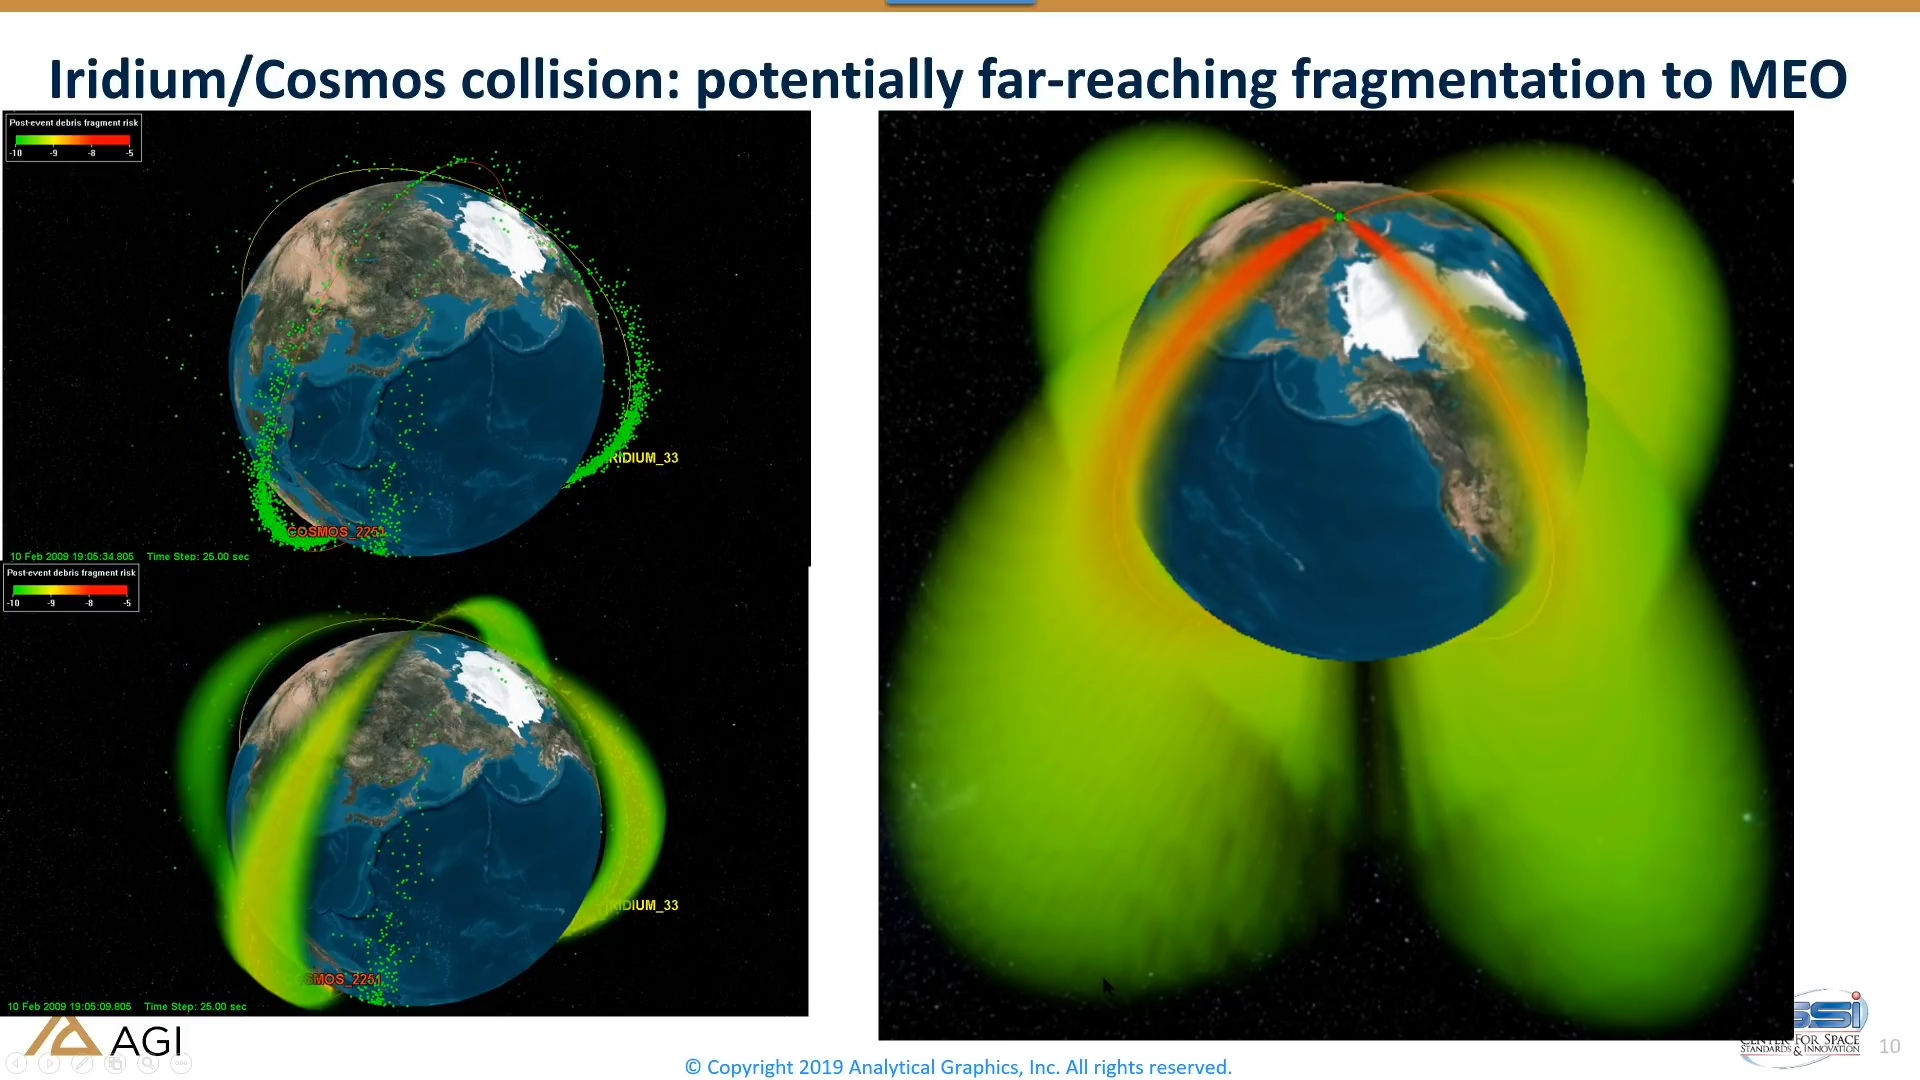 Iridium/Cosmos collision: potentially far-reaching fragmentation to MEO
Post-event debris fragment risk
-10 -9 -8 -5
RIDIUM_33
COSMOS_2251
10 Feb 2009 19:05:34.805 Time Step: 25.00 sec
Post-event debris fragment risk
-10 -9 -8 -5
RIDIUM_33
SMOS_2251
10 Feb 2009 19:05:09.805 Time Step: 25.00 sec
AGI
© Copyright 2019 Analytical Graphics, Inc. All rights reserved.
SSI
CENTER FOR SPACE
STANDARDS & INNOVATION
10